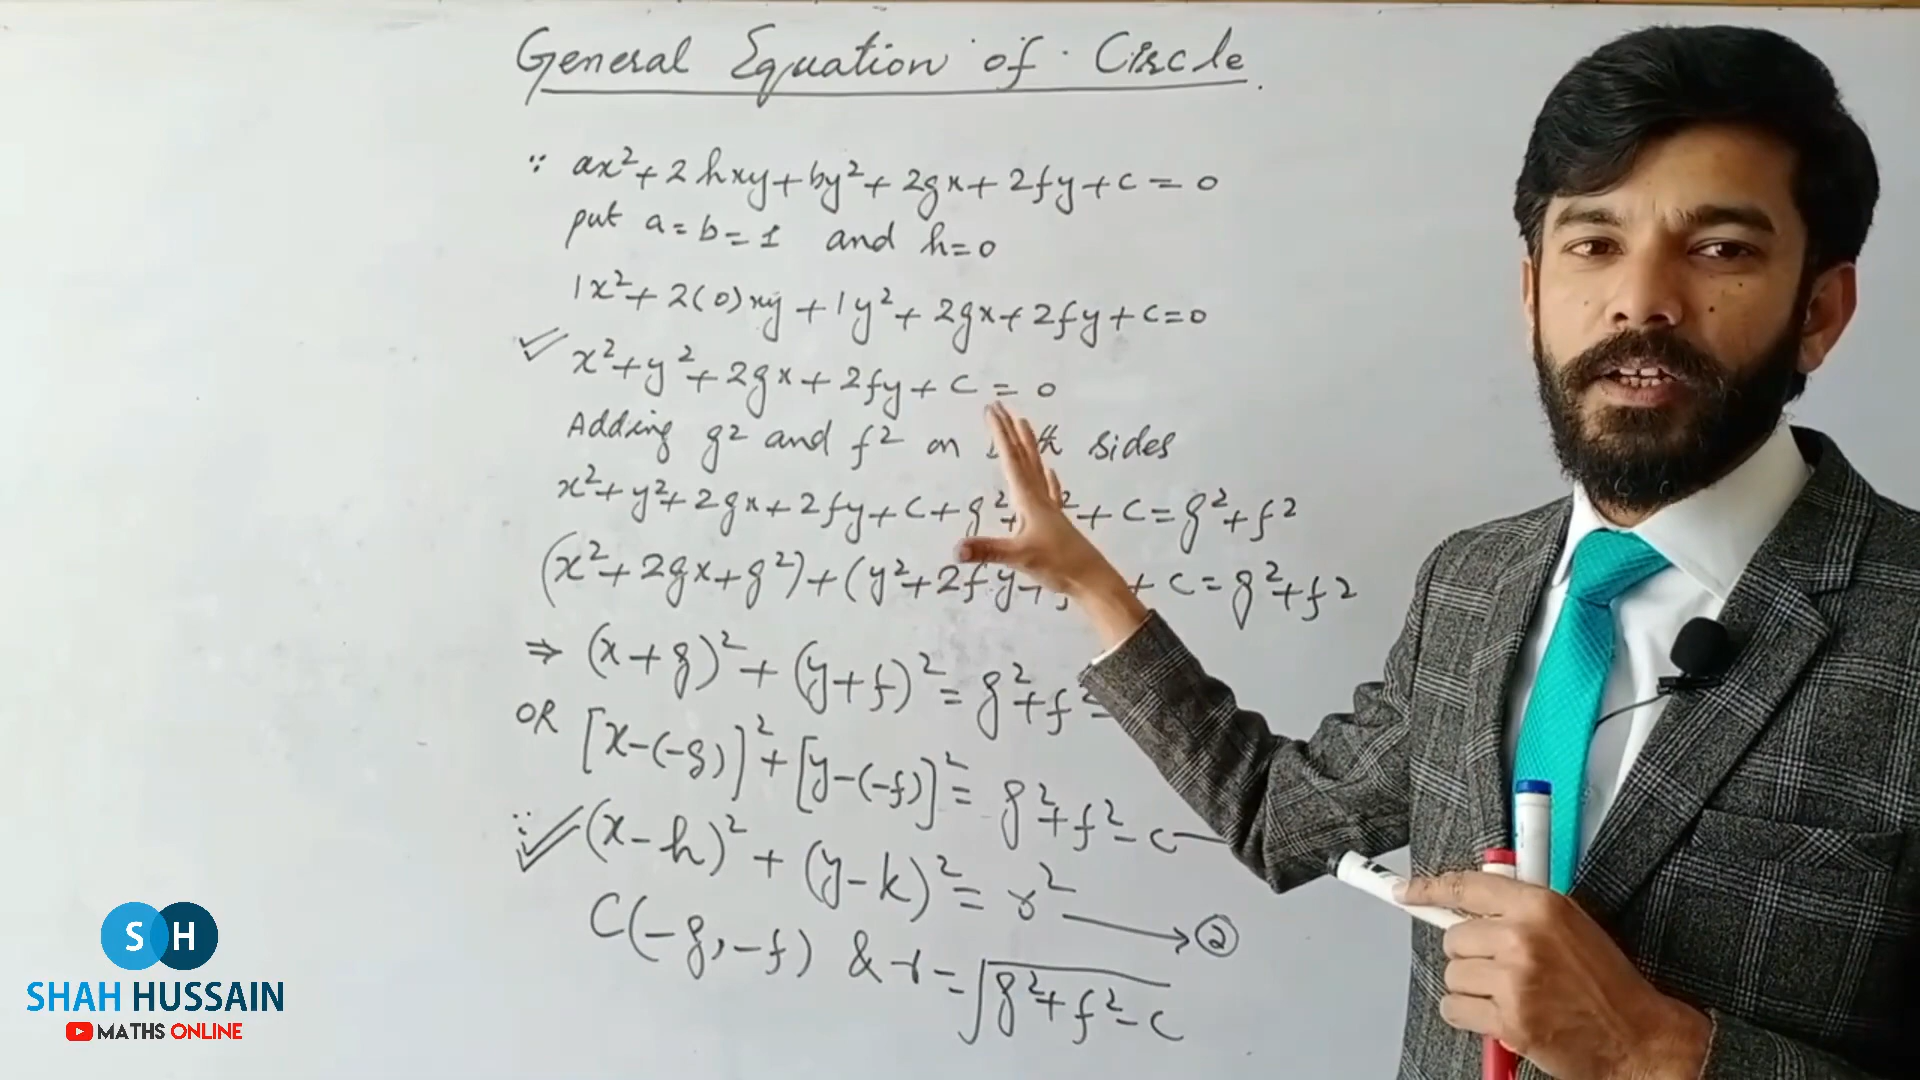 General Equation of Circle.
∵ ax²+2hxy+by²+2gx+2fy+c=0
put a=b=1 and h=0
1x²+2(0)xy+1y²+2gx+2fy+c=0
✓ x²+y²+2gx+2fy+c=0
Adding g² and f² on sides
x²+y²+2gx+2fy+c+g²+ ²+c=g²+f²
(x²+2gx+g²)+(y²+2fy+ +c=g²+f²
⇒ (x+g)²+(y+f)²=g²+f²-
OR [x-(-g)]²+[y-(-f)]²=g²+f²-c
∵ ✓ (x-h)²+(y-k)²=r² → ②
C(-g,-f) & r=√g²+f²-c
SH
SHAH HUSSAIN
MATHS ONLINE